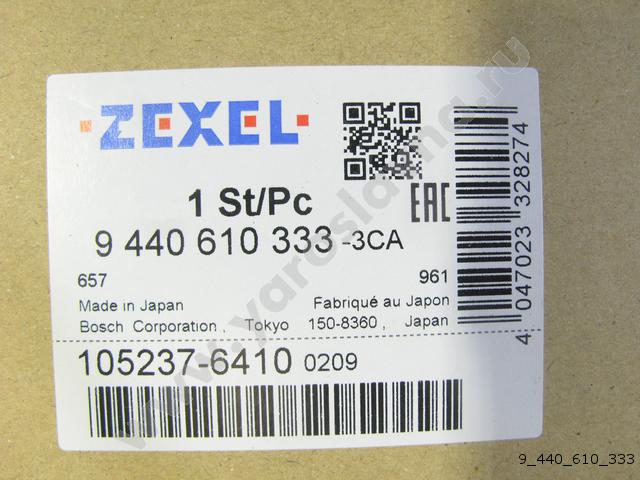 ZEXEL
1 St/Pc
EAC
9 440 610 333 -3CA
657 961
Made in Japan Fabriqué au Japon
Bosch Corporation, Tokyo 150-8360, Japan
105237-6410 0209
4 047023 328274
www.yaroslavna.ru
9_440_610_333